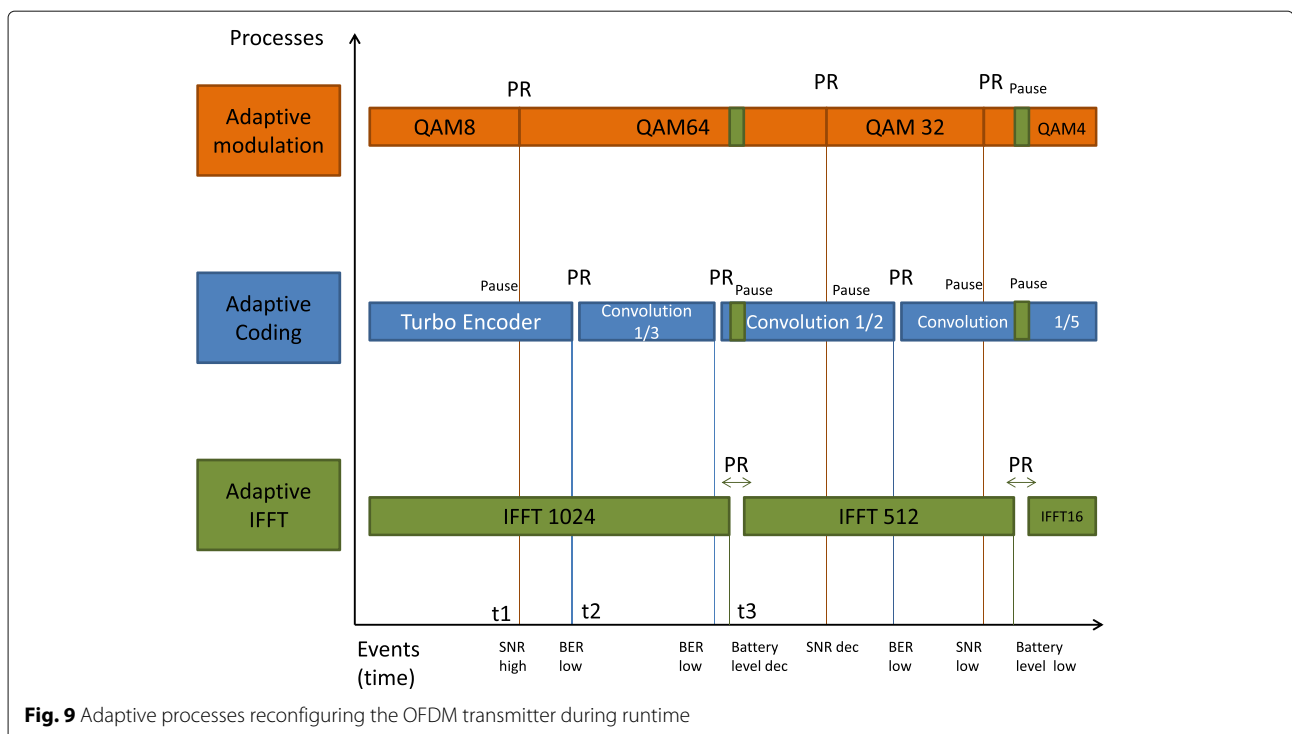 Processes
PR
PR
PR
Pause
Adaptive
modulation
QAM8
QAM64
QAM 32
QAM4
Pause
PR
PR
Pause
Pause
PR
Pause
Pause
Adaptive
Coding
Turbo Encoder
Convolution
1/3
Convolution 1/2
Convolution
1/5
PR
PR
Adaptive
IFFT
IFFT 1024
IFFT 512
IFFT16
t1
t2
t3
Events
(time)
SNR
high
BER
low
BER
low
Battery
level dec
SNR dec
BER
low
SNR
low
Battery
level low
Fig. 9 Adaptive processes reconfiguring the OFDM transmitter during runtime